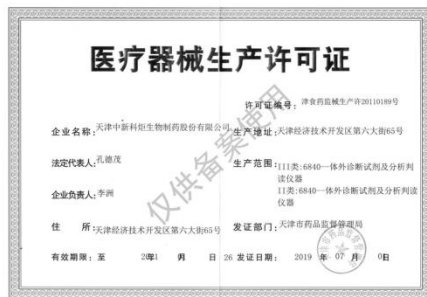 医疗器械生产许可证
许可证编号：津食药监械生产许20110189号
企业名称：天津中新科炬生物制药股份有限公司
生产地址：天津经济技术开发区第六大街65号
法定代表人：孔德茂
生产范围：III类:6840—体外诊断试剂及分析判读仪器
II类:6840—体外诊断试剂及分析判读仪器
企业负责人：李洲
住 所：天津经济技术开发区第六大街65号
发证部门：天津市药品监督管理局
有效期限：至 2021 月 日 26
发证日期： 2019 年 07 月 日
仅供备案使用